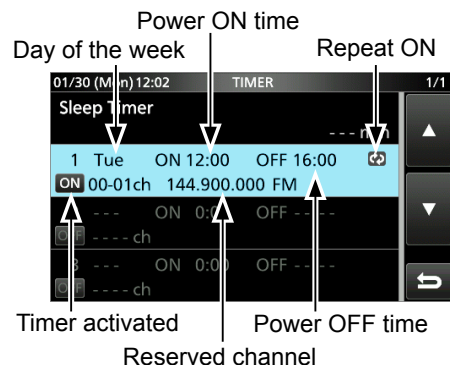 Power ON time
Day of the week
Repeat ON
01/30 (Mon) 12:02 TIMER 1/1
Sleep Timer
--- min
1 Tue ON 12:00 OFF 16:00
ON 00-01ch 144.900.000 FM
--- ON 0:00 OFF -----
OFF ---- ch
3 --- ON 0:00 OFF -----
OFF ---- ch
Timer activated
Power OFF time
Reserved channel